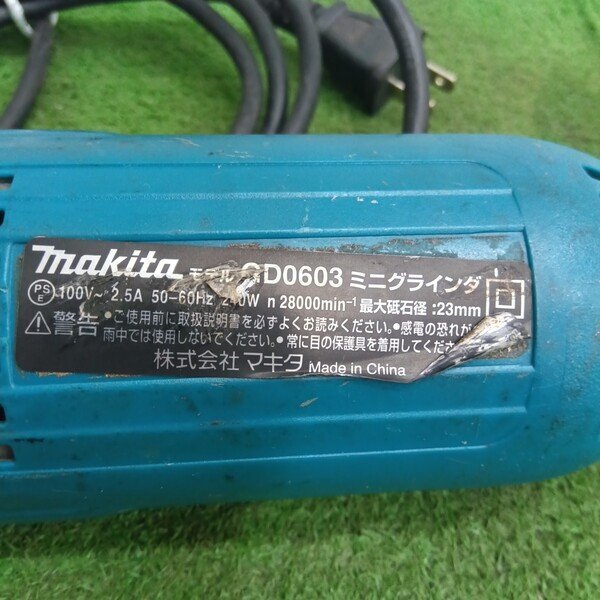 makita モデル GD0603 ミニグラインダ
PSE 100V~ 2.5A 50-60Hz 240W n 28000min⁻¹ 最大砥石径:23mm
警告 •ご使用前に取扱説明書を必ずよくお読みください。•感電の恐れが
雨中では使用しないでください。•常に目の保護具を着用してくださ
株式会社マキタ Made in China